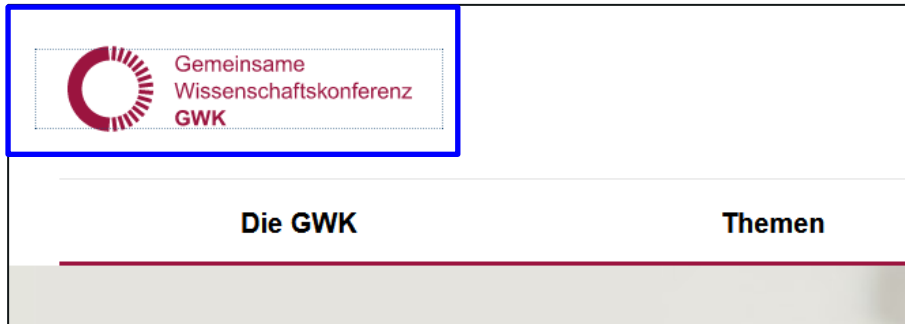 Gemeinsame
Wissenschaftskonferenz
GWK
Die GWK
Themen